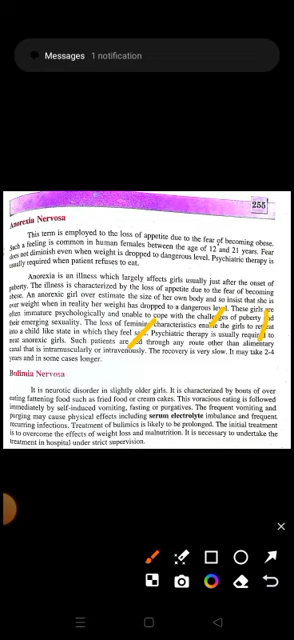 Messages 1 notification
255
Anorexia Nervosa
This term is employed to the loss of appetite due to the fear of becoming obese.
Such a feeling is common in human females between the age of 12 and 21 years. Fear
does not diminish even when weight is dropped to dangerous level. Psychiatric therapy is
usually required when patient refuses to eat.
Anorexia is an illness which largely affects girls usually just after the onset of
puberty. The illness is characterized by the loss of appetite due to the fear of becoming
obese. An anorexic girl over estimate the size of her own body and so insist that she is
over weight when in reality her weight has dropped to a dangerous level. These girls are
often immature psychologically and unable to cope with the challenges of puberty and
their emerging sexuality. The loss of feminine characteristics enable the girls to retreat
into a child like state in which they feel safe. Psychiatric therapy is usually required to
treat anorexic girls. Such patients are fed through any route other than alimentary
canal that is intramuscularly or intravenously. The recovery is very slow. It may take 2-4
years and in some cases longer.
Bulimia Nervosa
It is neurotic disorder in slightly older girls. It is characterized by bouts of over
eating fattening food such as fried food or cream cakes. This voracious eating is followed
immediately by self-induced vomiting, fasting or purgatives. The frequent vomiting and
purging may cause physical effects including serum electrolyte imbalance and frequent
recurring infections. Treatment of bulimics is likely to be prolonged. The initial treatment
is to overcome the effects of weight loss and malnutrition. It is necessary to undertake the
treatment in hospital under strict supervision.